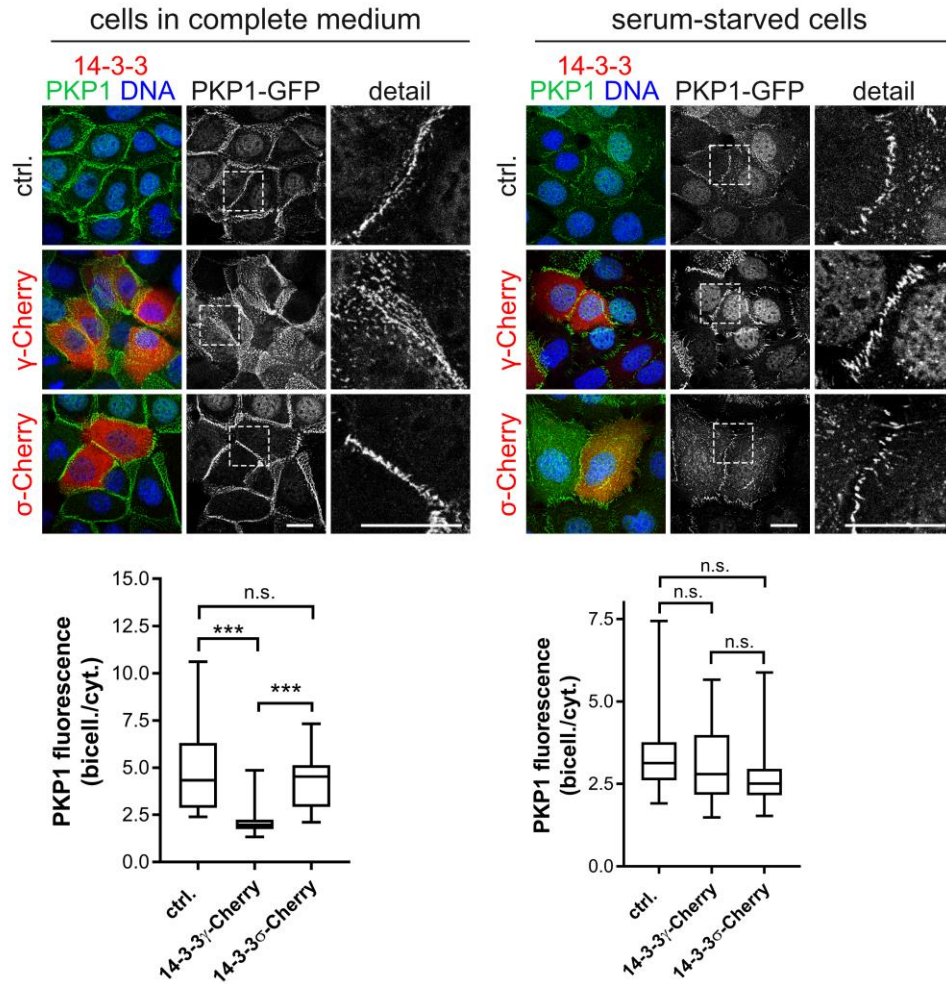 cells in complete medium
14-3-3
PKP1 DNA PKP1-GFP detail
ctrl.
γ-Cherry
σ-Cherry
serum-starved cells
14-3-3
PKP1 DNA PKP1-GFP detail
ctrl.
γ-Cherry
σ-Cherry
PKP1 fluorescence
(bicell./cyt.)
15.0
12.5
10.0
7.5
5.0
2.5
0.0
n.s.
***
***
ctrl.
14-3-3γ-Cherry
14-3-3σ-Cherry
PKP1 fluorescence
(bicell./cyt.)
7.5
5.0
2.5
0.0
n.s.
n.s.
n.s.
ctrl.
14-3-3γ-Cherry
14-3-3σ-Cherry